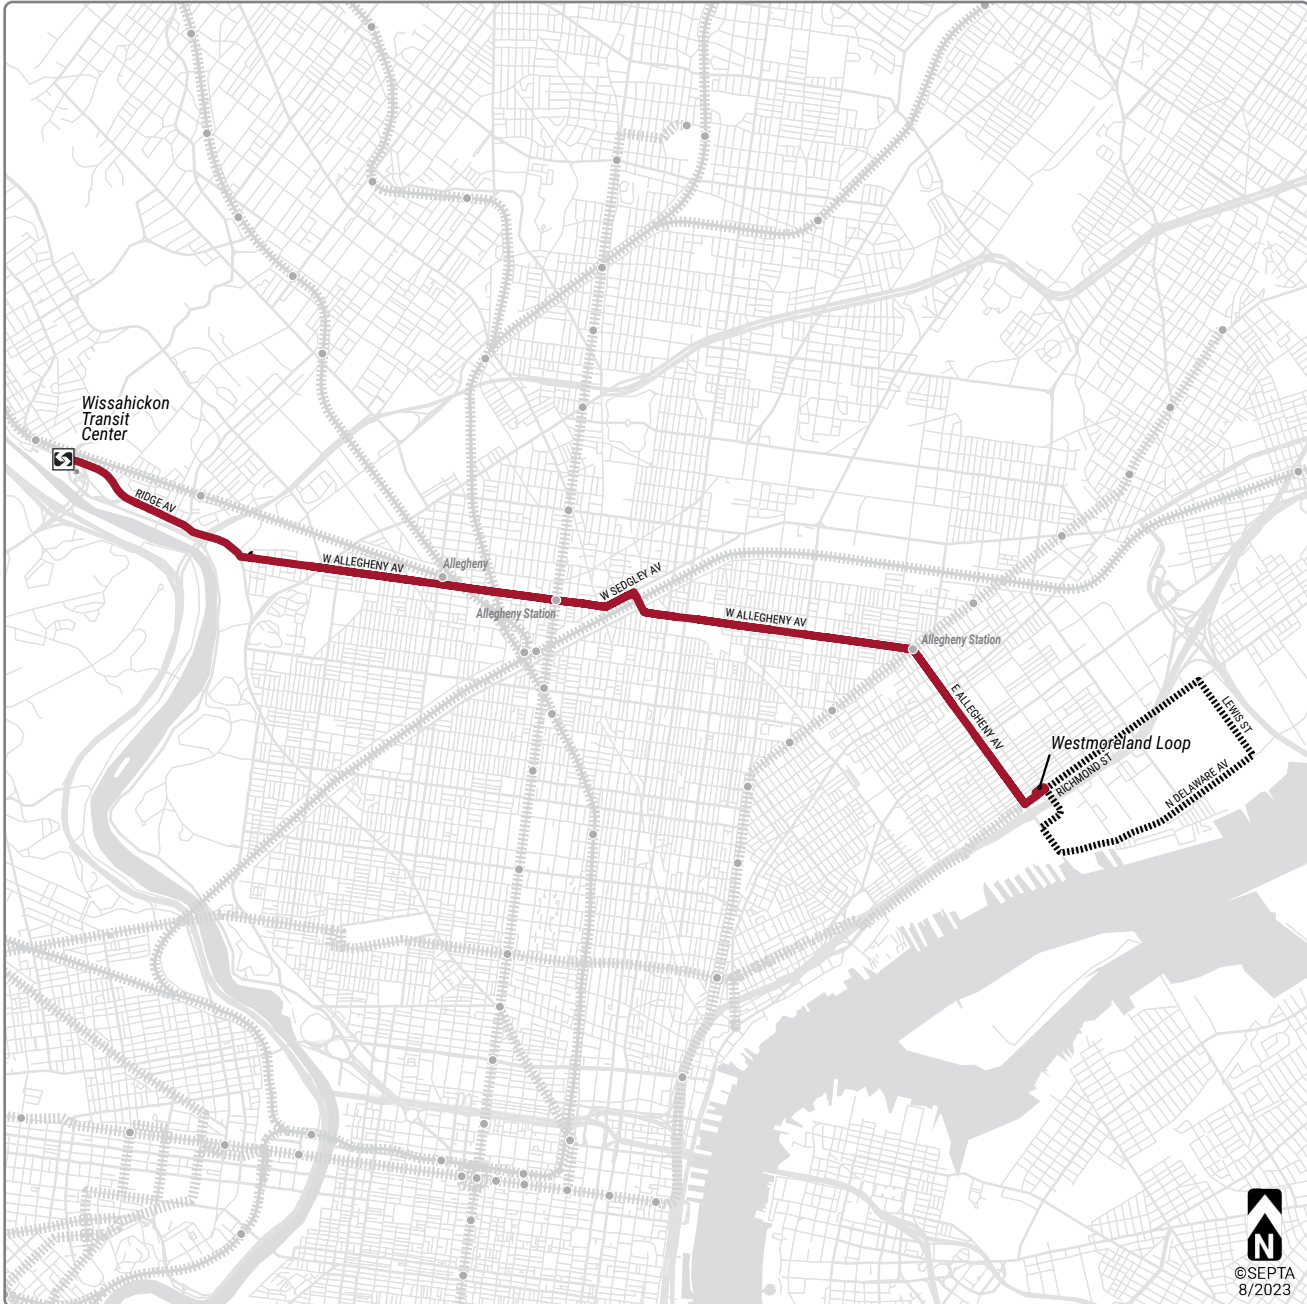 Wissahickon
Transit
Center
RIDGE AV
W ALLEGHENY AV
Allegheny
Allegheny Station
W SEDGLEY AV
W ALLEGHENY AV
Allegheny Station
E ALLEGHENY AV
Westmoreland Loop
RICHMOND ST
LEWIS ST
N DELAWARE AV
N
©SEPTA
8/2023